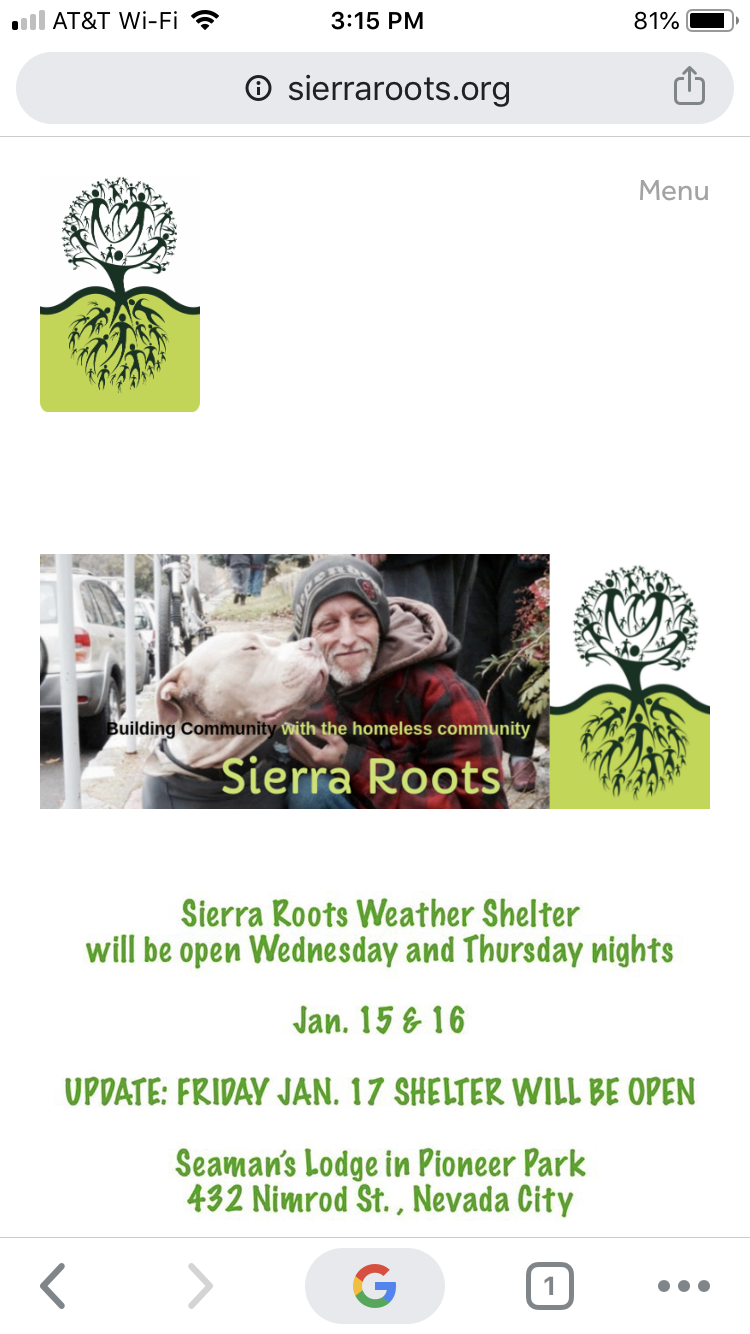 AT&T Wi-Fi 3:15 PM 81%
sierraroots.org
Menu
Building Community with the homeless community
Sierra Roots
Sierra Roots Weather Shelter
will be open Wednesday and Thursday nights
Jan. 15 & 16
UPDATE: FRIDAY JAN. 17 SHELTER WILL BE OPEN
Seaman's Lodge in Pioneer Park
432 Nimrod St. , Nevada City
1